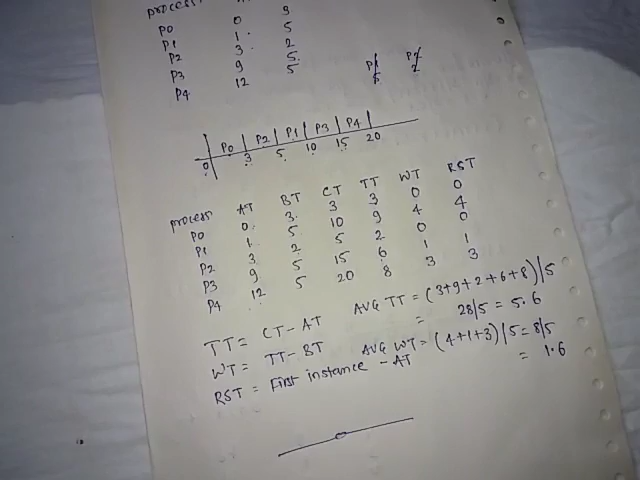 process
P0 0 3
P1 1 5
P2 3 2
P3 9 5
P4 12 5
P1 P4
5 2
P0 P2 P1 P3 P4
0 3 5 10 15 20
process AT BT CT TT WT RST
P0 0 3 3 3 0 0
P1 1 5 10 9 4 4
P2 3 2 5 2 0 0
P3 9 5 15 6 1 1
P4 12 5 20 8 3 3
TT = CT - AT AVG TT = (3+9+2+6+8)/5
= 28/5 = 5.6
WT = TT - BT AVG WT = (4+1+3)/5 = 8/5
= 1.6
RST = First instance - AT